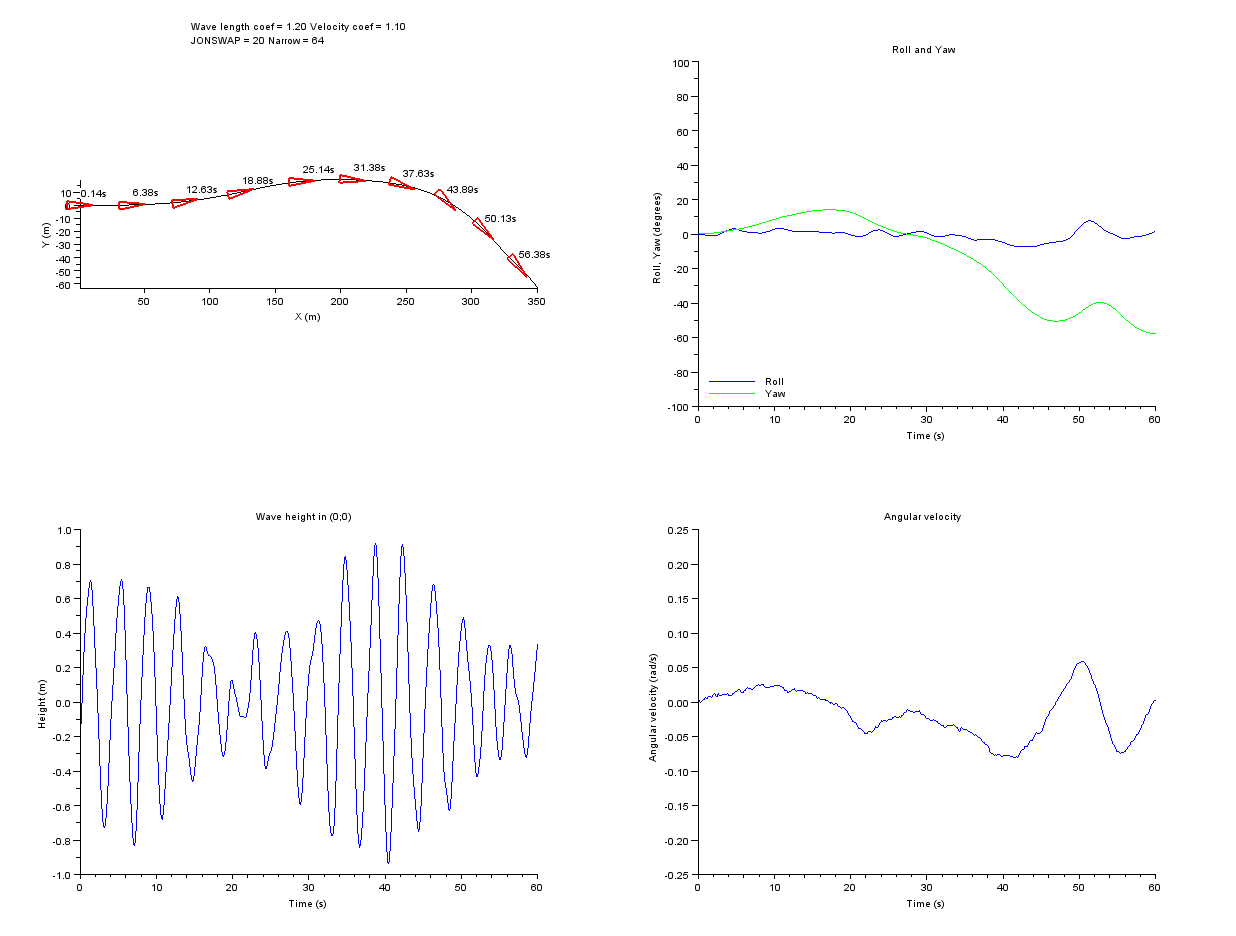 Wave length coef = 1.20 Velocity coef = 1.10
JONSWAP = 20 Narrow = 64
0.14s
6.38s
12.63s
18.88s
25.14s
31.38s
37.63s
43.89s
50.13s
56.38s
10
0
-10
-20
-30
-40
-50
-60
Y (m)
50 100 150 200 250 300 350
X (m)
Roll and Yaw
100
80
60
40
20
0
-20
-40
-60
-80
-100
Roll, Yaw (degrees)
Roll
Yaw
0 10 20 30 40 50 60
Time (s)
Wave height in (0;0)
1.0
0.8
0.6
0.4
0.2
0.0
-0.2
-0.4
-0.6
-0.8
-1.0
Height (m)
0 10 20 30 40 50 60
Time (s)
Angular velocity
0.25
0.20
0.15
0.10
0.05
0.00
-0.05
-0.10
-0.15
-0.20
-0.25
Angular velocity (rad/s)
0 10 20 30 40 50 60
Time (s)